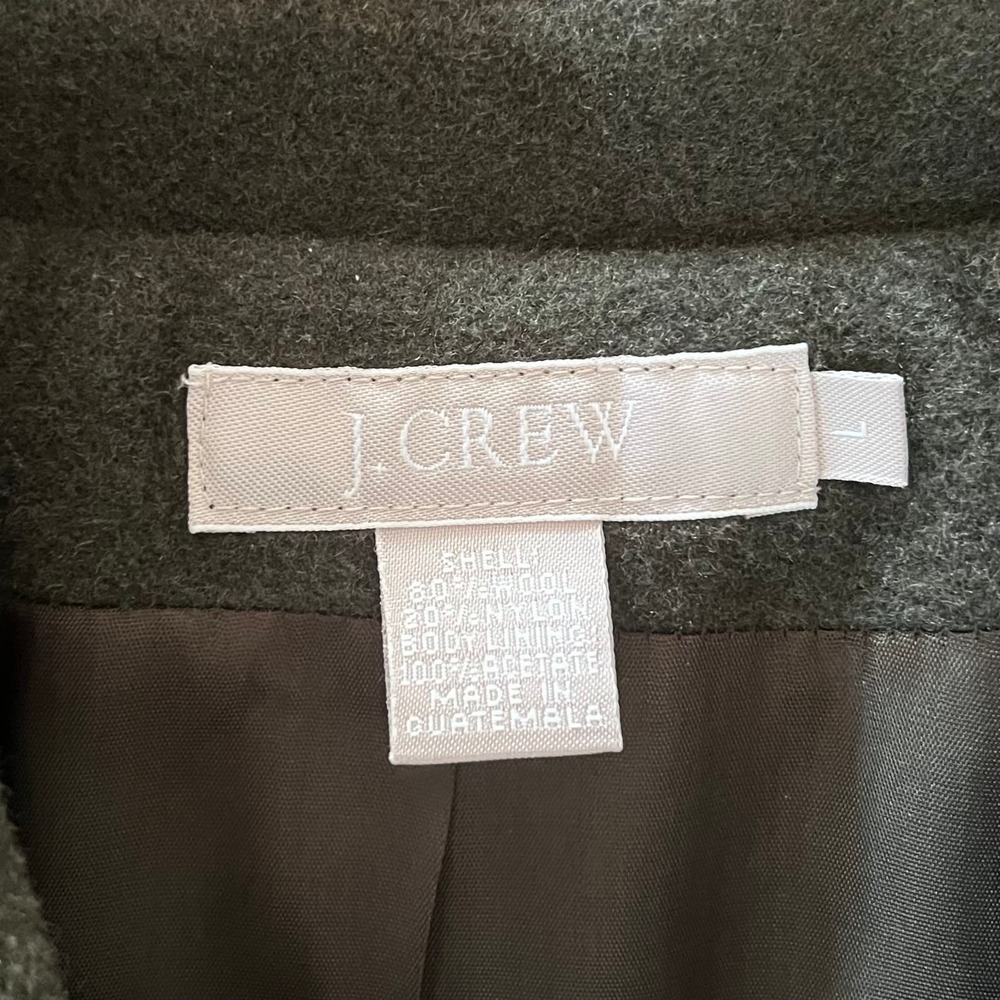 J.CREW
L
SHELL:
80% WOOL
20% NYLON
BODY LINING
100% ACETATE
MADE IN
GUATEMALA